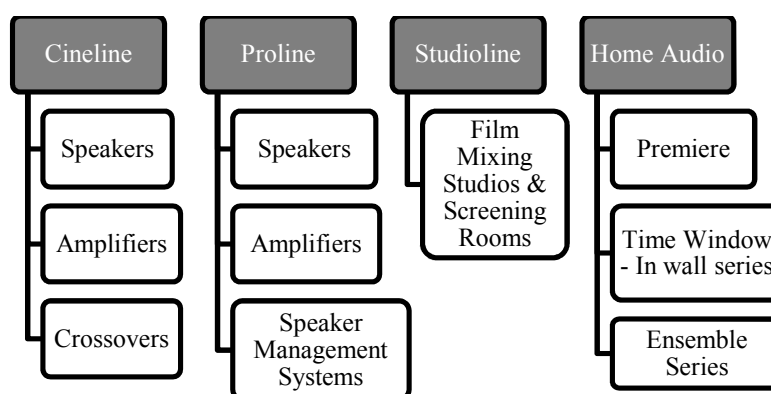 Cineline
Speakers
Amplifiers
Crossovers
Proline
Speakers
Amplifiers
Speaker
Management
Systems
Studioline
Film
Mixing
Studios &
Screening
Rooms
Home Audio
Premiere
Time Window
- In wall series
Ensemble
Series